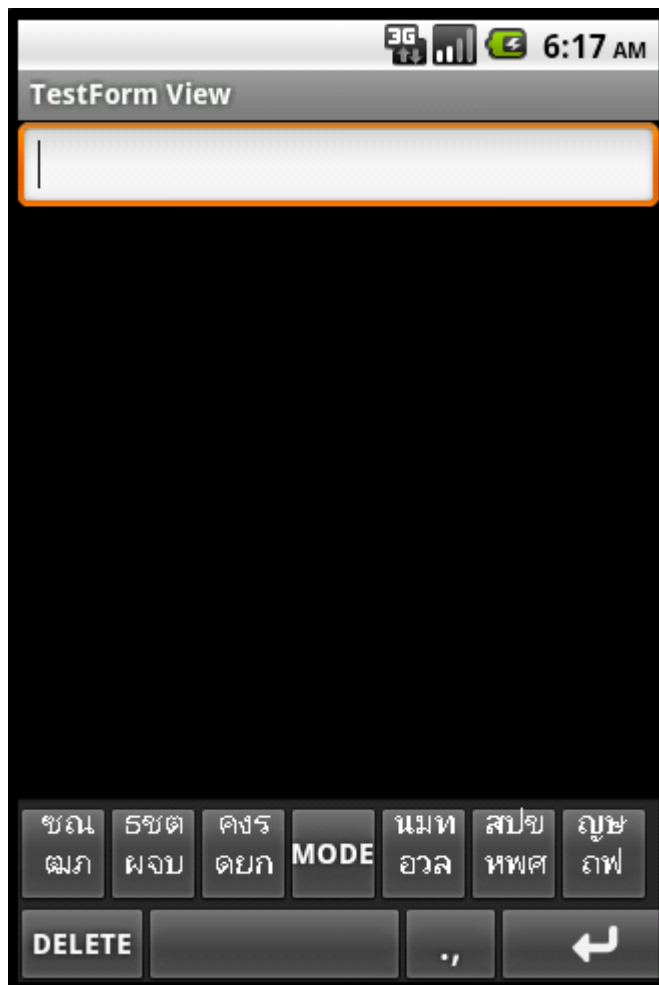 3G 6:17 AM
TestForm View
ซณ ธชต คงร นมท สปข ญษ
ฒภ ผจบ ดยก MODE อวล หพศ ถฟ
DELETE .,